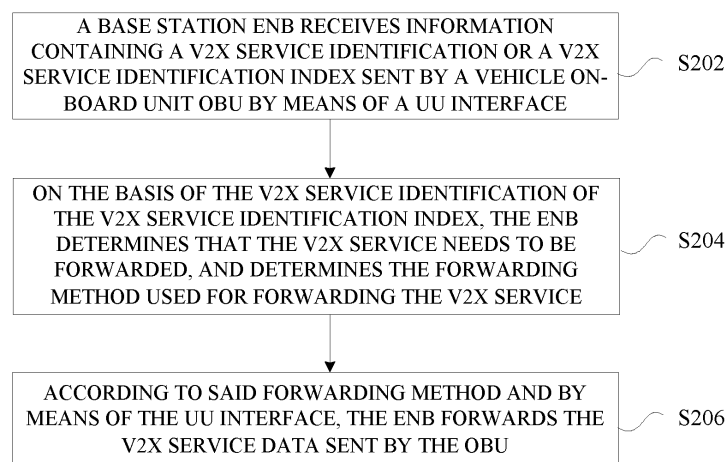 A BASE STATION ENB RECEIVES INFORMATION
CONTAINING A V2X SERVICE IDENTIFICATION OR A V2X
SERVICE IDENTIFICATION INDEX SENT BY A VEHICLE ON-
BOARD UNIT OBU BY MEANS OF A UU INTERFACE
S202
ON THE BASIS OF THE V2X SERVICE IDENTIFICATION OF
THE V2X SERVICE IDENTIFICATION INDEX, THE ENB
DETERMINES THAT THE V2X SERVICE NEEDS TO BE
FORWARDED, AND DETERMINES THE FORWARDING
METHOD USED FOR FORWARDING THE V2X SERVICE
S204
ACCORDING TO SAID FORWARDING METHOD AND BY
MEANS OF THE UU INTERFACE, THE ENB FORWARDS THE
V2X SERVICE DATA SENT BY THE OBU
S206